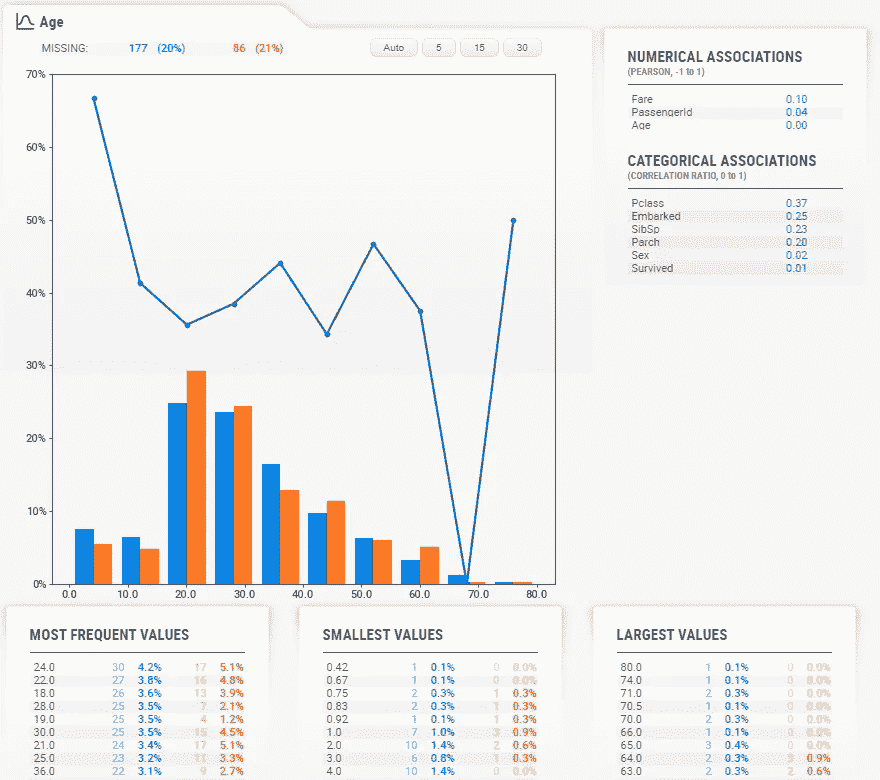 Age
MISSING: 177 (20%) 86 (21%) Auto 5 15 30
70%
60%
50%
40%
30%
20%
10%
0%
0.0 10.0 20.0 30.0 40.0 50.0 60.0 70.0 80.0
NUMERICAL ASSOCIATIONS
(PEARSON, -1 to 1)
Fare 0.10
PassengerId 0.04
Age 0.00
CATEGORICAL ASSOCIATIONS
(CORRELATION RATIO, 0 to 1)
Pclass 0.37
Embarked 0.25
SibSp 0.23
Parch 0.20
Sex 0.02
Survived 0.01
MOST FREQUENT VALUES
24.0 30 4.2% 17 5.1%
22.0 27 3.8% 16 4.8%
18.0 26 3.6% 13 3.9%
28.0 25 3.5% 7 2.1%
19.0 25 3.5% 4 1.2%
30.0 25 3.5% 15 4.5%
21.0 24 3.4% 17 5.1%
25.0 23 3.2% 11 3.3%
36.0 22 3.1% 9 2.7%
SMALLEST VALUES
0.42 1 0.1% 0 0.0%
0.67 1 0.1% 0 0.0%
0.75 2 0.3% 1 0.3%
0.83 2 0.3% 1 0.3%
0.92 1 0.1% 1 0.3%
1.0 7 1.0% 3 0.9%
2.0 10 1.4% 2 0.6%
3.0 6 0.8% 1 0.3%
4.0 10 1.4% 0 0.0%
LARGEST VALUES
80.0 1 0.1% 0 0.0%
74.0 1 0.1% 0 0.0%
71.0 2 0.3% 0 0.0%
70.5 1 0.1% 0 0.0%
70.0 2 0.3% 0 0.0%
66.0 1 0.1% 0 0.0%
65.0 3 0.4% 0 0.0%
64.0 2 0.3% 3 0.9%
63.0 2 0.3% 2 0.6%